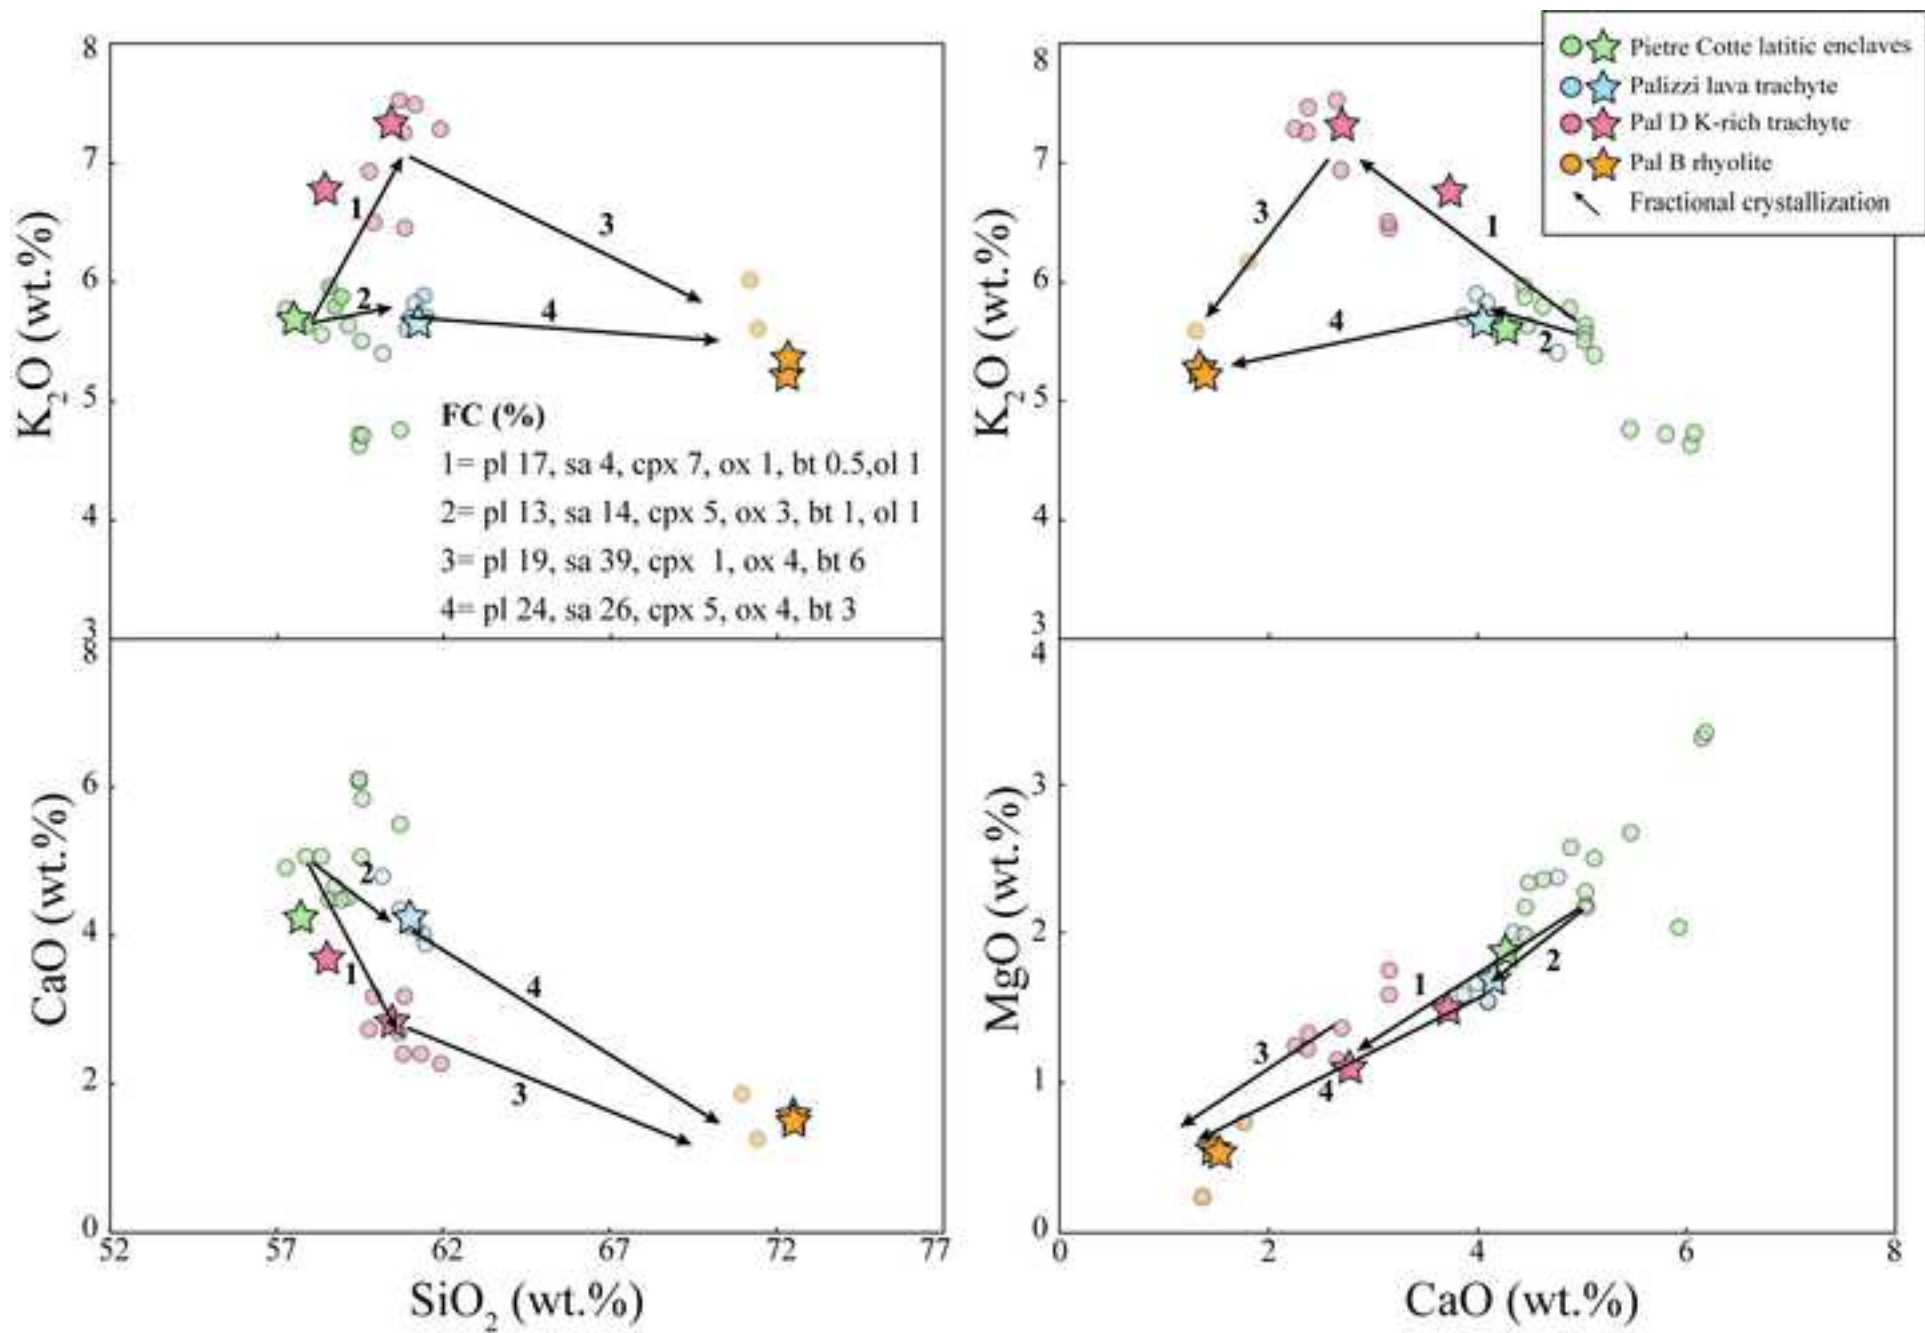 8
7
6
5
4
3
K2O (wt.%)
1
2
3
4
FC (%)
1= pl 17, sa 4, cpx 7, ox 1, bt 0.5,ol 1
2= pl 13, sa 14, cpx 5, ox 3, bt 1, ol 1
3= pl 19, sa 39, cpx 1, ox 4, bt 6
4= pl 24, sa 26, cpx 5, ox 4, bt 3
8
7
6
5
4
3
K2O (wt.%)
1
2
3
4
Pietre Cotte latitic enclaves
Palizzi lava trachyte
Pal D K-rich trachyte
Pal B rhyolite
Fractional crystallization
8
6
4
2
0
CaO (wt.%)
1
2
3
4
52 57 62 67 72 77
SiO2 (wt.%)
4
3
2
1
0
MgO (wt.%)
1
2
3
4
0 2 4 6 8
CaO (wt.%)